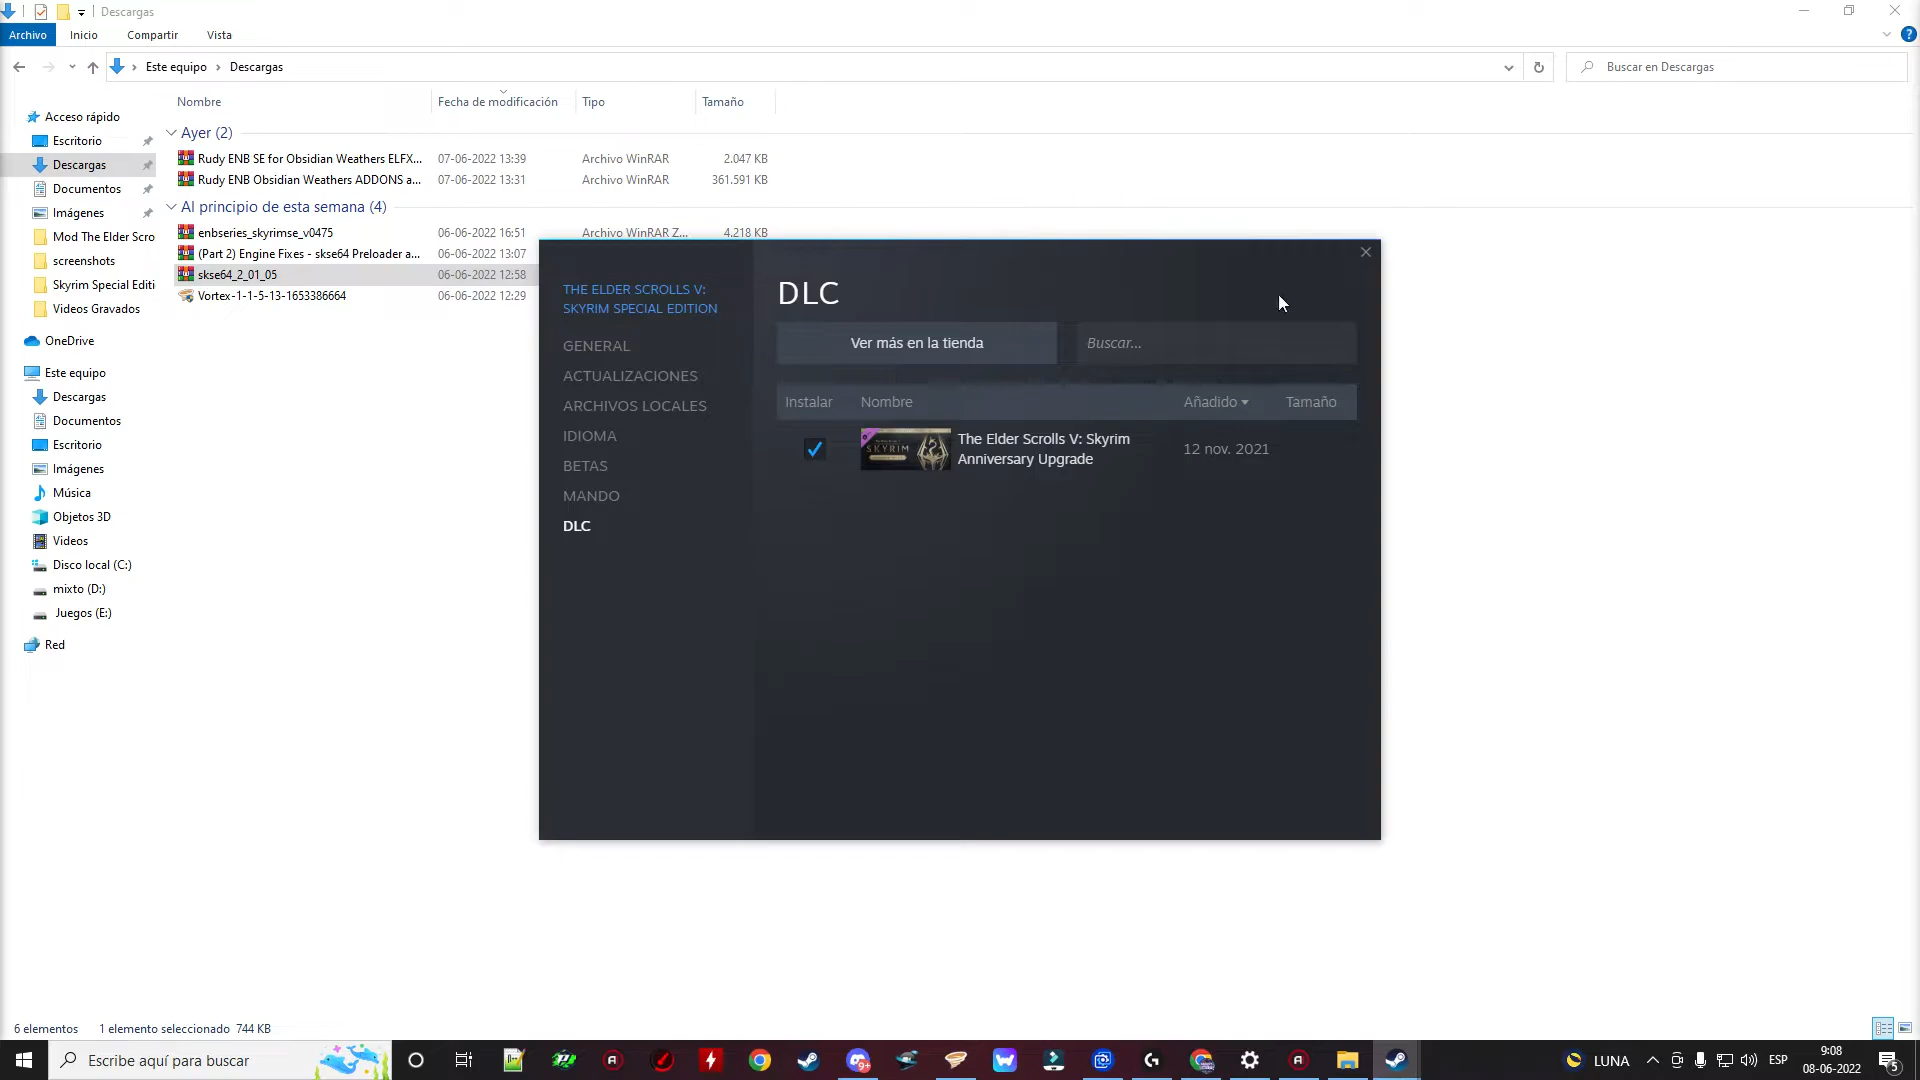 Descargas
Archivo Inicio Compartir Vista
Este equipo › Descargas
Buscar en Descargas
Nombre Fecha de modificación Tipo Tamaño
Acceso rápido
Escritorio
Descargas
Documentos
Imágenes
Mod The Elder Scro
screenshots
Skyrim Special Editi
Videos Gravados
OneDrive
Este equipo
Descargas
Documentos
Escritorio
Imágenes
Música
Objetos 3D
Videos
Disco local (C:)
mixto (D:)
Juegos (E:)
Red
Ayer (2)
Rudy ENB SE for Obsidian Weathers ELFX... 07-06-2022 13:39 Archivo WinRAR 2.047 KB
Rudy ENB Obsidian Weathers ADDONS a... 07-06-2022 13:31 Archivo WinRAR 361.591 KB
Al principio de esta semana (4)
enbseries_skyrimse_v0475 06-06-2022 16:51 Archivo WinRAR Z... 4.218 KB
(Part 2) Engine Fixes - skse64 Preloader a... 06-06-2022 13:07
skse64_2_01_05 06-06-2022 12:58
Vortex-1-1-5-13-1653386664 06-06-2022 12:29
THE ELDER SCROLLS V:
SKYRIM SPECIAL EDITION
GENERAL
ACTUALIZACIONES
ARCHIVOS LOCALES
IDIOMA
BETAS
MANDO
DLC
DLC
Ver más en la tienda
Buscar...
Instalar Nombre Añadido Tamaño
SKYRIM
The Elder Scrolls V: Skyrim
Anniversary Upgrade
12 nov. 2021
6 elementos 1 elemento seleccionado 744 KB
Escribe aquí para buscar
9+
LUNA
ESP
9:08
08-06-2022
5